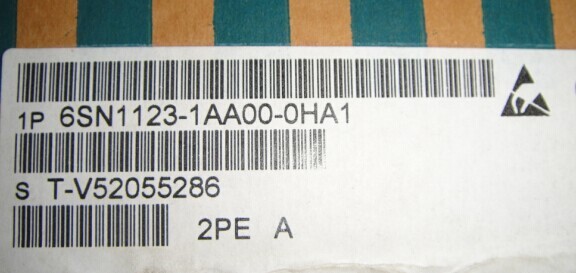 1P 6SN1123-1AA00-0HA1
S T-V52055286
2PE A